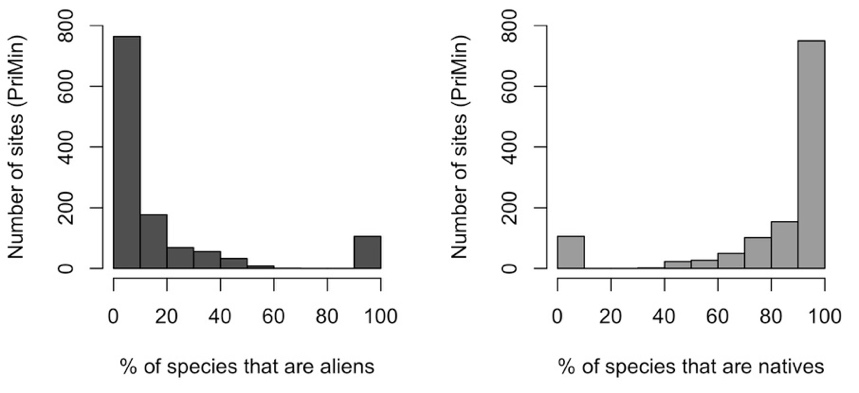 Number of sites (PriMin)
800
600
400
200
0
0 20 40 60 80 100
% of species that are aliens
Number of sites (PriMin)
800
600
400
200
0
0 20 40 60 80 100
% of species that are natives